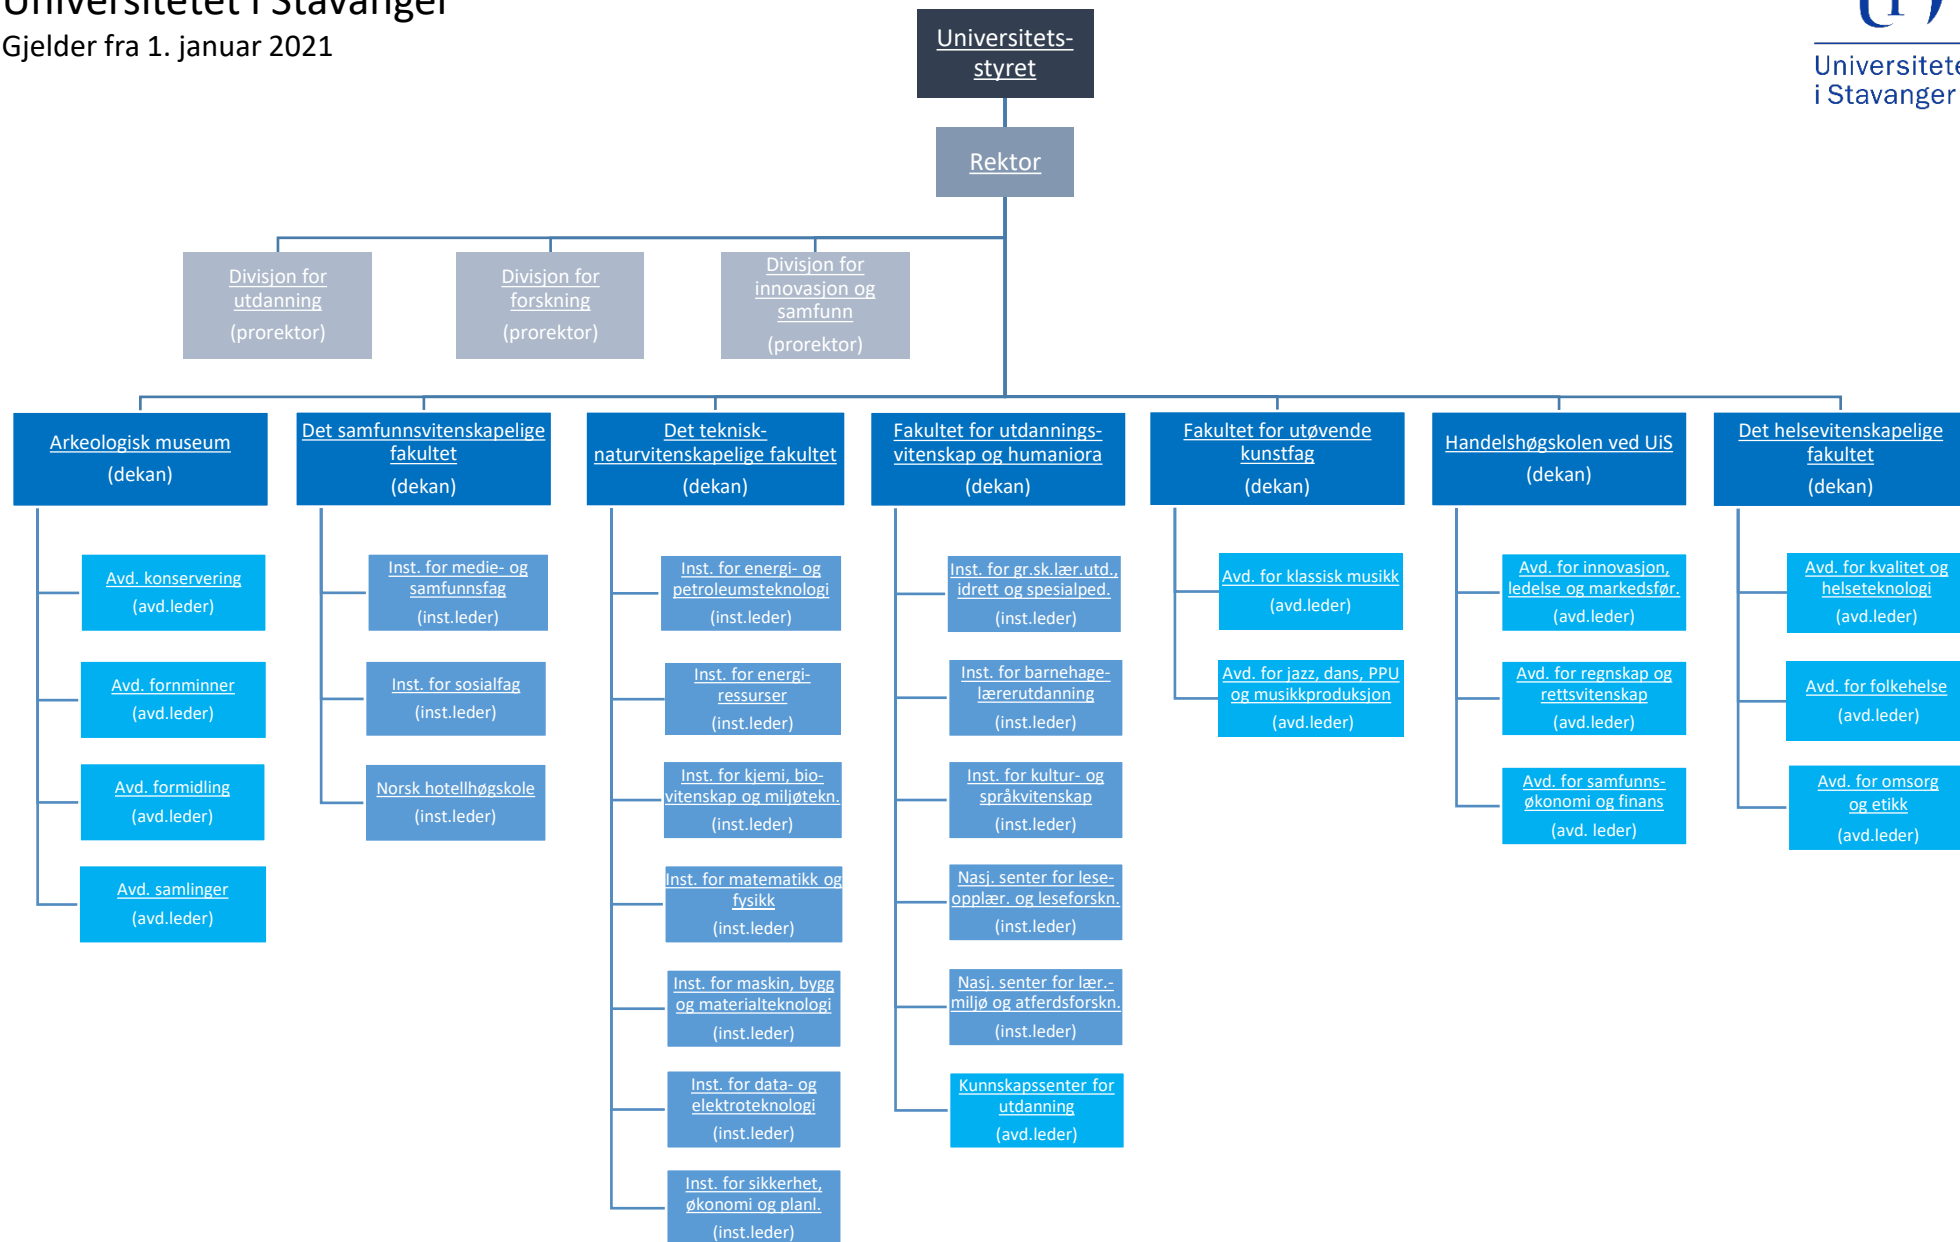 Universitetet i Stavanger
Gjelder fra 1. januar 2021
Universitets-
styret
Universitete
i Stavanger
Rektor
Divisjon for
utdanning
(prorektor)
Divisjon for
forskning
(prorektor)
Divisjon for
innovasjon og
samfunn
(prorektor)
Arkeologisk museum
(dekan)
Det samfunnsvitenskapelige
fakultet
(dekan)
Det teknisk-
naturvitenskapelige fakultet
(dekan)
Fakultet for utdannings-
vitenskap og humaniora
(dekan)
Fakultet for utøvende
kunstfag
(dekan)
Handelshøgskolen ved UiS
(dekan)
Det helsevitenskapelige
fakultet
(dekan)
Avd. konservering
(avd.leder)
Avd. fornminner
(avd.leder)
Avd. formidling
(avd.leder)
Avd. samlinger
(avd.leder)
Inst. for medie- og
samfunnsfag
(inst.leder)
Inst. for sosialfag
(inst.leder)
Norsk hotellhøgskole
(inst.leder)
Inst. for energi- og
petroleumsteknologi
(inst.leder)
Inst. for energi-
ressurser
(inst.leder)
Inst. for kjemi, bio-
vitenskap og miljøtekn.
(inst.leder)
Inst. for matematikk og
fysikk
(inst.leder)
Inst. for maskin, bygg
og materialteknologi
(inst.leder)
Inst. for data- og
elektroteknologi
(inst.leder)
Inst. for sikkerhet,
økonomi og planl.
(inst.leder)
Inst. for gr.sk.lær.utd.,
idrett og spesialped.
(inst.leder)
Inst. for barnehage-
lærerutdanning
(inst.leder)
Inst. for kultur- og
språkvitenskap
(inst.leder)
Nasj. senter for lese-
opplær. og leseforskn.
(inst.leder)
Nasj. senter for lær.-
miljø og atferdsforskn.
(inst.leder)
Kunnskapssenter for
utdanning
(avd.leder)
Avd. for klassisk musikk
(avd.leder)
Avd. for jazz, dans, PPU
og musikkproduksjon
(avd.leder)
Avd. for innovasjon,
ledelse og markedsfør.
(avd.leder)
Avd. for regnskap og
rettsvitenskap
(avd.leder)
Avd. for samfunns-
økonomi og finans
(avd. leder)
Avd. for kvalitet og
helseteknologi
(avd.leder)
Avd. for folkehelse
(avd.leder)
Avd. for omsorg
og etikk
(avd.leder)